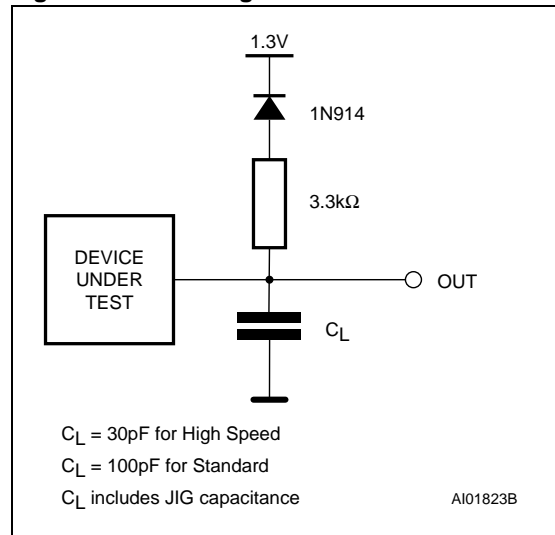 1.3V
1N914
3.3kΩ
DEVICE
UNDER
TEST
OUT
CL
CL = 30pF for High Speed
CL = 100pF for Standard
CL includes JIG capacitance
AI01823B